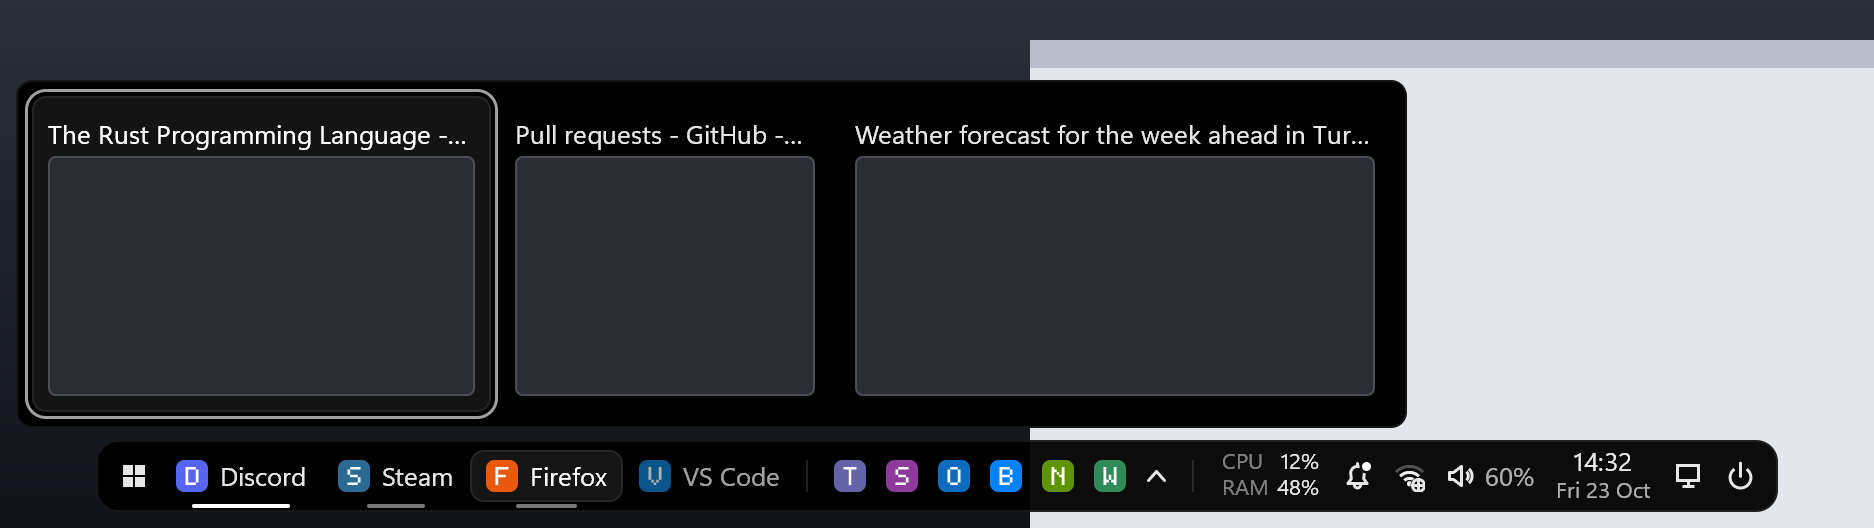 The Rust Programming Language -...
Pull requests - GitHub -...
Weather forecast for the week ahead in Tur...
D Discord
S Steam
F Firefox
V VS Code
T S O B N W
CPU 12%
RAM 48%
60%
14:32
Fri 23 Oct